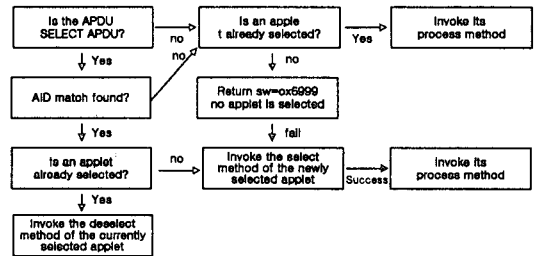 Is the APDU
SELECT APDU?
no
no
Is an apple
t already selected?
Yes
Invoke its
process method
Yes
no
AID match found?
Return sw=ox6999
no applet is selected
Yes
fail
Is an applet
already selected?
no
Invoke the select
method of the newly
selected applet
Success
Invoke its
process method
Yes
Invoke the deselect
method of the currently
selected applet